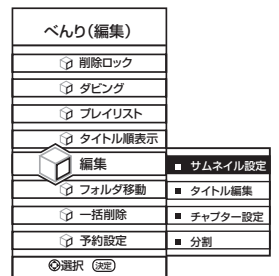 べんり（編集）
削除ロック
ダビング
プレイリスト
タイトル順表示
編集
サムネイル設定
フォルダ移動
タイトル編集
一括削除
チャプター設定
予約設定
分割
選択 決定